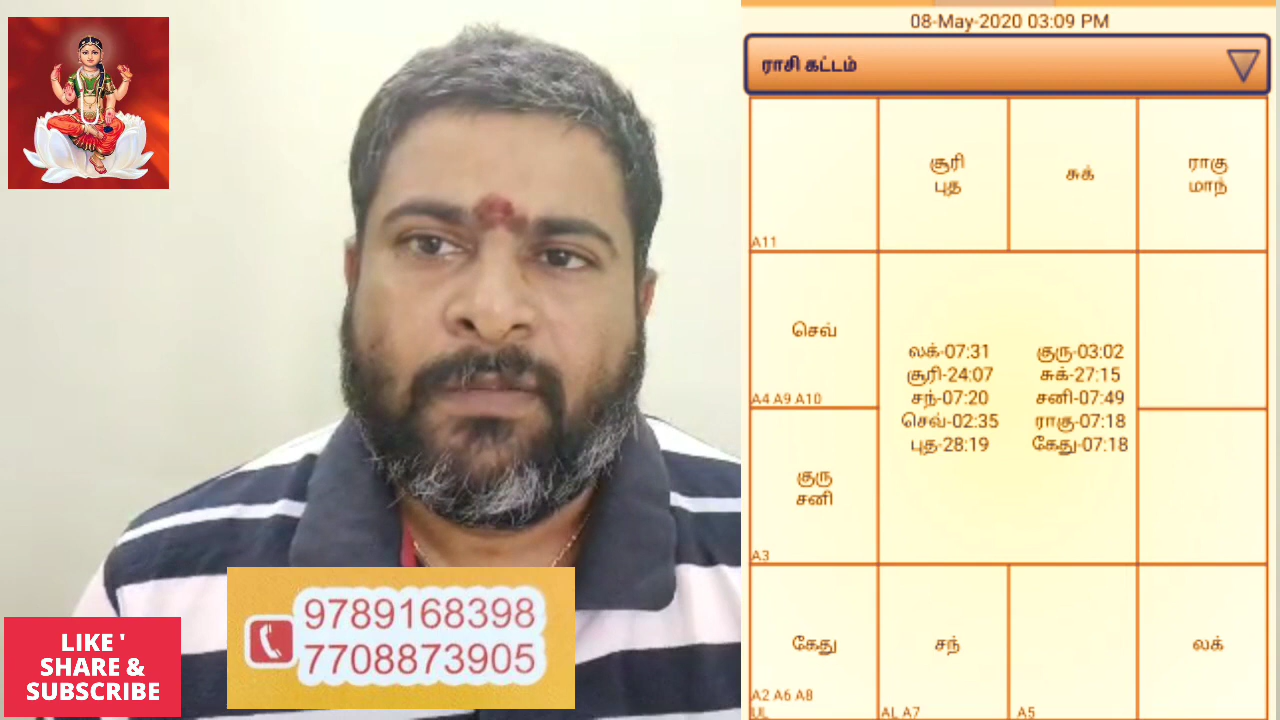 08-May-2020 03:09 PM
ராசி கட்டம்
சூரி
புத
சுக்
ராகு
மாந்
A11
செவ்
A4 A9 A10
லக்-07:31
சூரி-24:07
சந்-07:20
செவ்-02:35
புத-28:19
குரு-03:02
சுக்-27:15
சனி-07:49
ராகு-07:18
கேது-07:18
குரு
சனி
A3
கேது
A2 A6 A8
UL
சந்
AL A7
A5
லக்
9789168398
7708873905
LIKE '
SHARE &
SUBSCRIBE